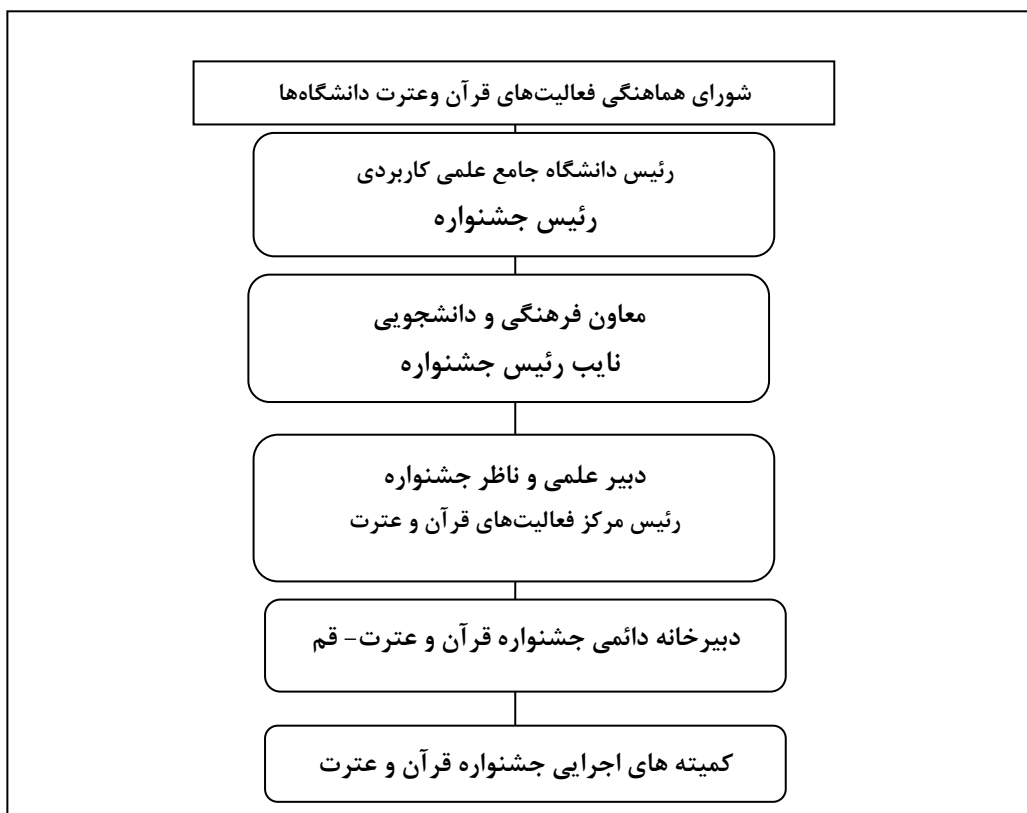 شورای هماهنگی فعالیت‌های قرآن وعترت دانشگاه‌ها
رئیس دانشگاه جامع علمی کاربردی
رئیس جشنواره
معاون فرهنگی و دانشجویی
نایب رئیس جشنواره
دبیر علمی و ناظر جشنواره
رئیس مرکز فعالیت‌های قرآن و عترت
دبیرخانه دائمی جشنواره قرآن و عترت- قم
کمیته های اجرایی جشنواره قرآن و عترت